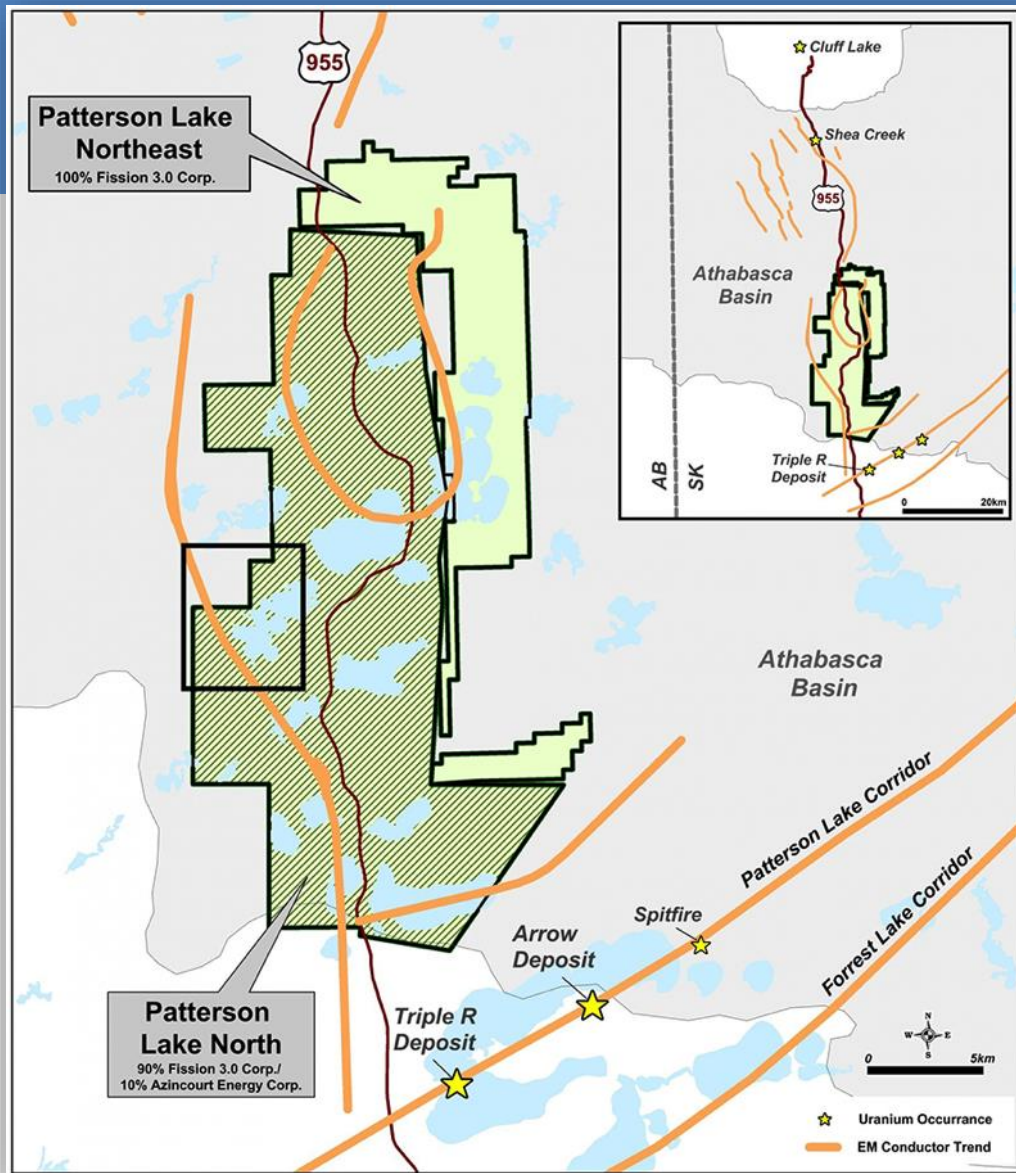 955
Patterson Lake
Northeast
100% Fission 3.0 Corp.
Cluff Lake
Shea Creek
955
Athabasca
Basin
AB
SK
Triple R
Deposit
0 20km
Athabasca
Basin
Patterson Lake Corridor
Forrest Lake Corridor
Spitfire
Arrow
Deposit
Triple R
Deposit
Patterson
Lake North
90% Fission 3.0 Corp./
10% Azincourt Energy Corp.
N
W E
S
0 5km
Uranium Occurrance
EM Conductor Trend